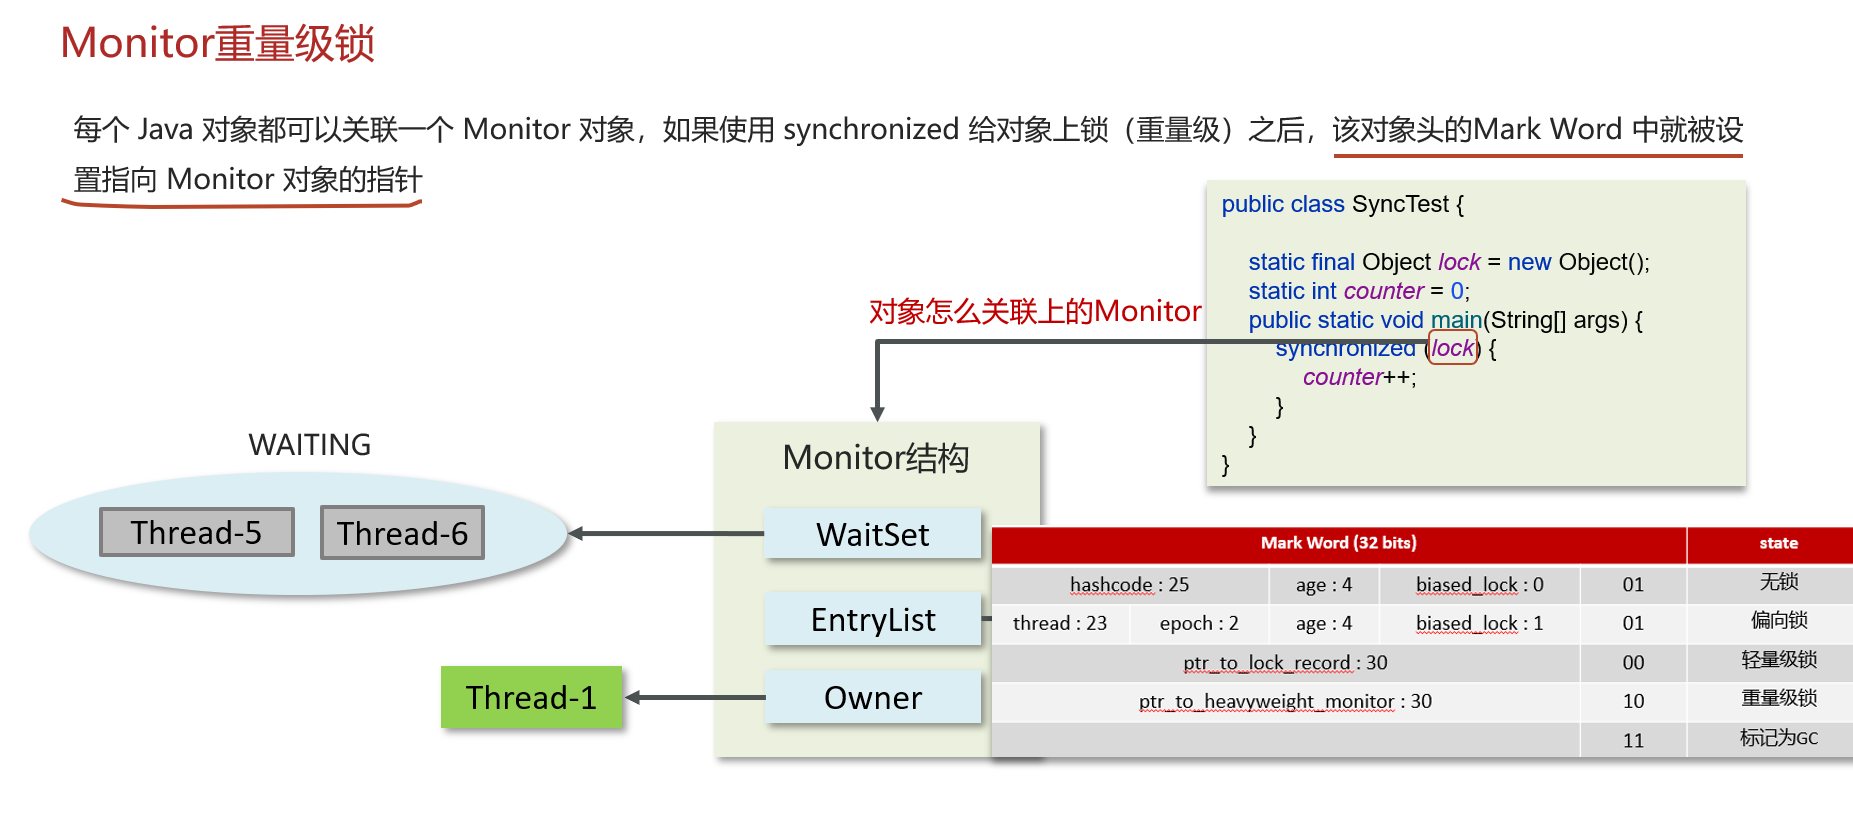 Monitor重量级锁
每个 Java 对象都可以关联一个 Monitor 对象，如果使用 synchronized 给对象上锁（重量级）之后，该对象头的Mark Word 中就被设
置指向 Monitor 对象的指针
public class SyncTest {
static final Object lock = new Object();
static int counter = 0;
public static void main(String[] args) {
synchronized (lock) {
counter++;
}
}
}
对象怎么关联上的Monitor
WAITING
Thread-5 Thread-6
Monitor结构
WaitSet
EntryList
Owner
Thread-1
Mark Word (32 bits) state
hashcode : 25 age : 4 biased_lock : 0 01 无锁
thread : 23 epoch : 2 age : 4 biased_lock : 1 01 偏向锁
ptr_to_lock_record : 30 00 轻量级锁
ptr_to_heavyweight_monitor : 30 10 重量级锁
11 标记为GC